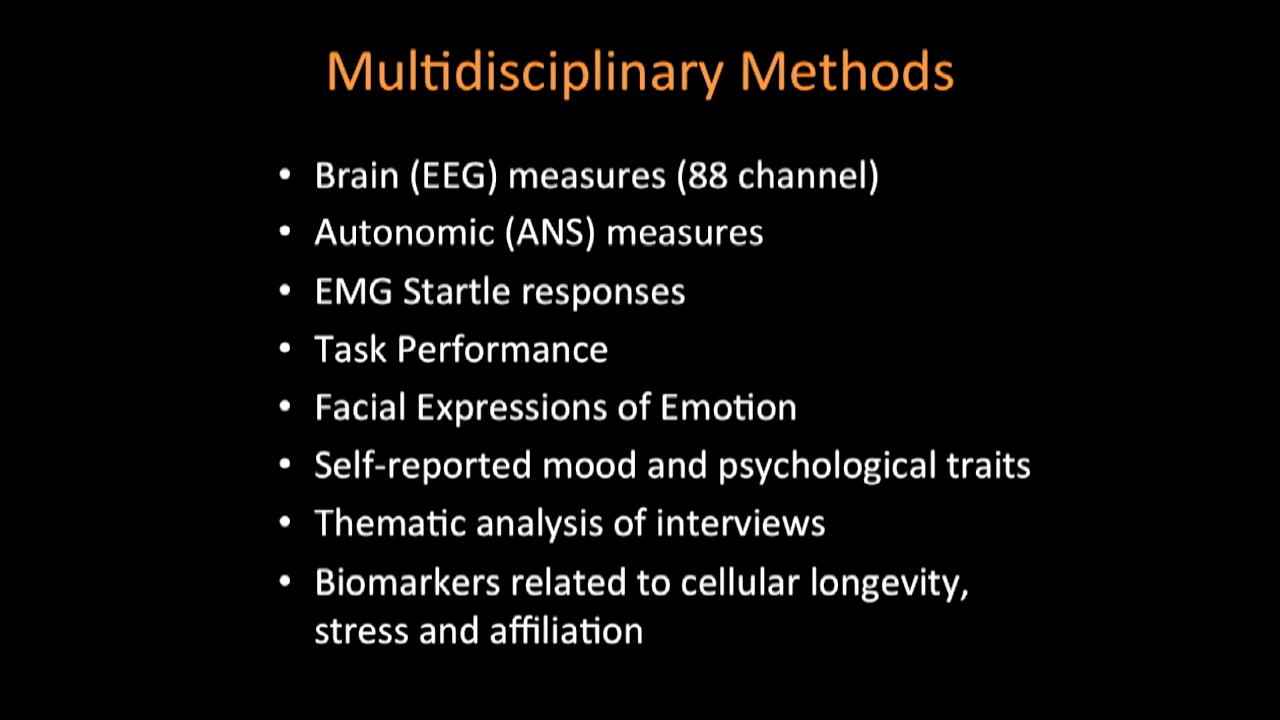 Multidisciplinary Methods
• Brain (EEG) measures (88 channel)
• Autonomic (ANS) measures
• EMG Startle responses
• Task Performance
• Facial Expressions of Emotion
• Self-reported mood and psychological traits
• Thematic analysis of interviews
• Biomarkers related to cellular longevity,
stress and affiliation